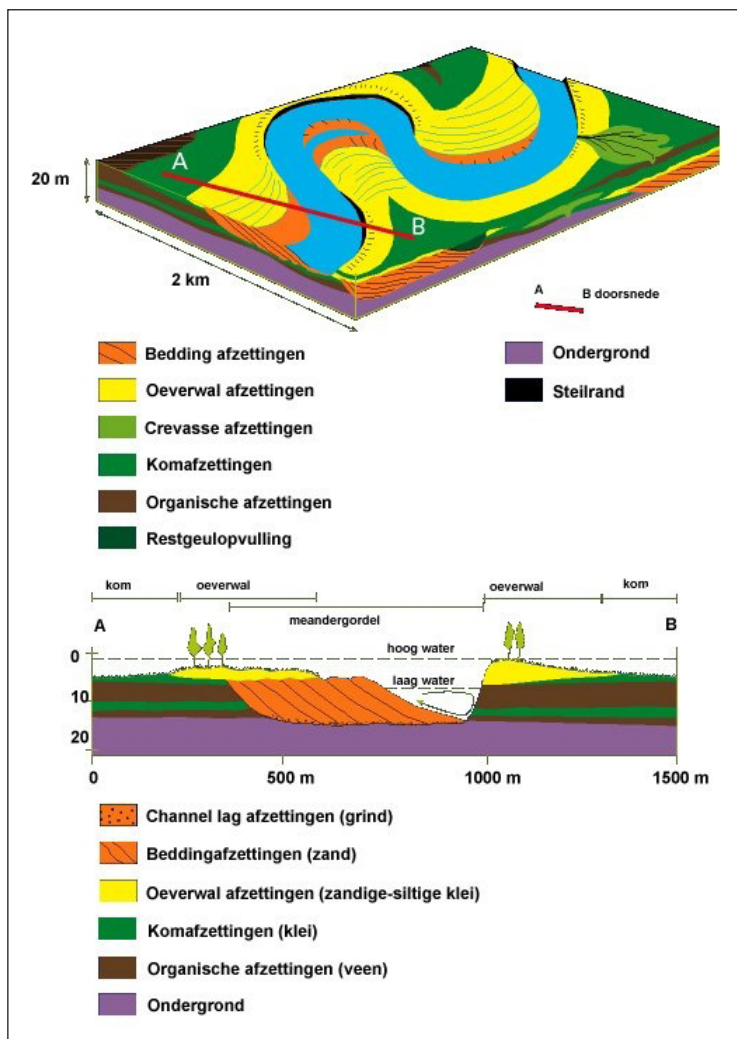 A
B
20 m
2 km
A
B doorsnede
Bedding afzettingen
Oeverwal afzettingen
Crevasse afzettingen
Komafzettingen
Organische afzettingen
Restgeulopvulling
Ondergrond
Steilrand
kom
oeverwal
oeverwal
kom
meandergordel
A
B
hoog water
laag water
0
10
20
0
500 m
1000 m
1500 m
Channel lag afzettingen (grind)
Beddingafzettingen (zand)
Oeverwal afzettingen (zandige-siltige klei)
Komafzettingen (klei)
Organische afzettingen (veen)
Ondergrond